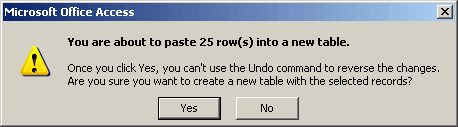 Microsoft Office Access
You are about to paste 25 row(s) into a new table.
Once you click Yes, you can't use the Undo command to reverse the changes.
Are you sure you want to create a new table with the selected records?
Yes No